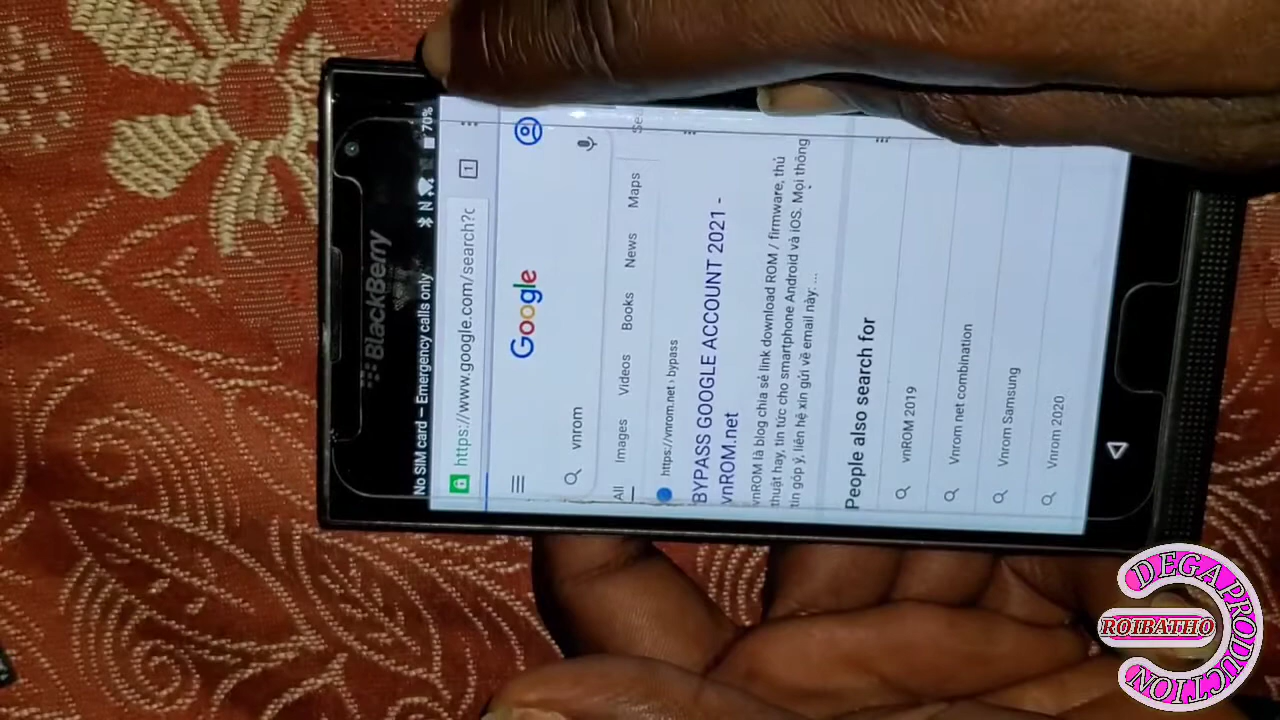 BlackBerry
No SIM card – Emergency calls only
70%
https://www.google.com/search?c
1
Google
vnrom
All Images Videos Books News Maps Se
https://vnrom.net › bypass
BYPASS GOOGLE ACCOUNT 2021 -
vnROM.net
vnROM là blog chia sẻ link download ROM / firmware, thủ
thuật hay, tin tức cho smartphone Android và iOS. Mọi thông
tin góp ý, liên hệ xin gửi về email này: ...
People also search for
vnROM 2019
Vnrom net combination
Vnrom Samsung
Vnrom 2020
DEGA PRODUCTION
ROIBATHO